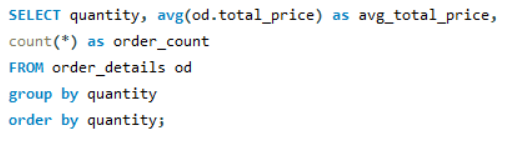 SELECT quantity, avg(od.total_price) as avg_total_price,
count(*) as order_count
FROM order_details od
group by quantity
order by quantity;